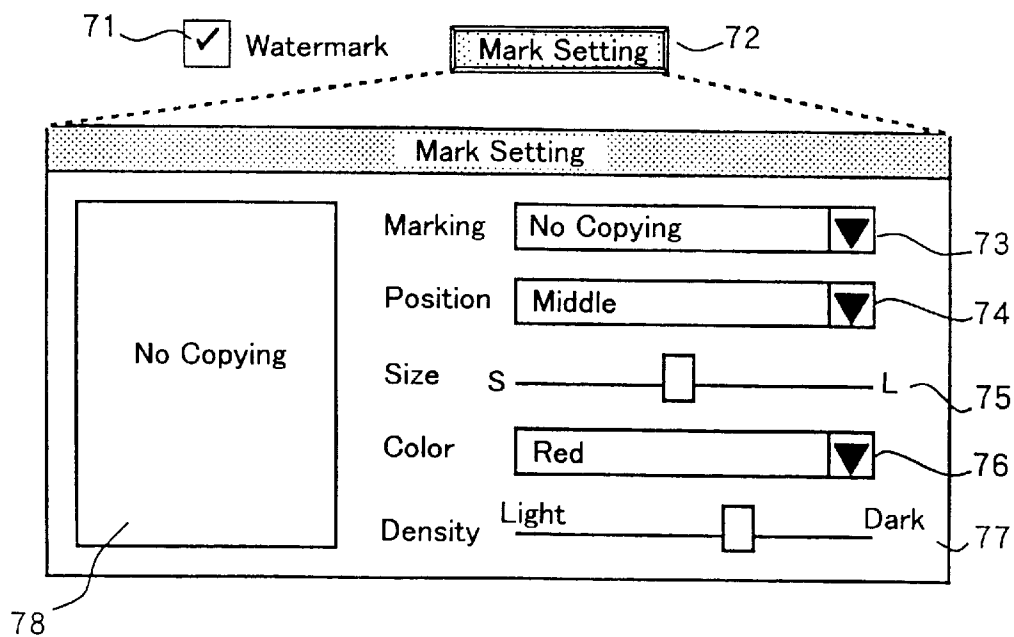 71 ✓ Watermark Mark Setting 72
Mark Setting
Marking No Copying 73
Position Middle 74
No Copying
Size S L 75
Color Red 76
Density Light Dark 77
78